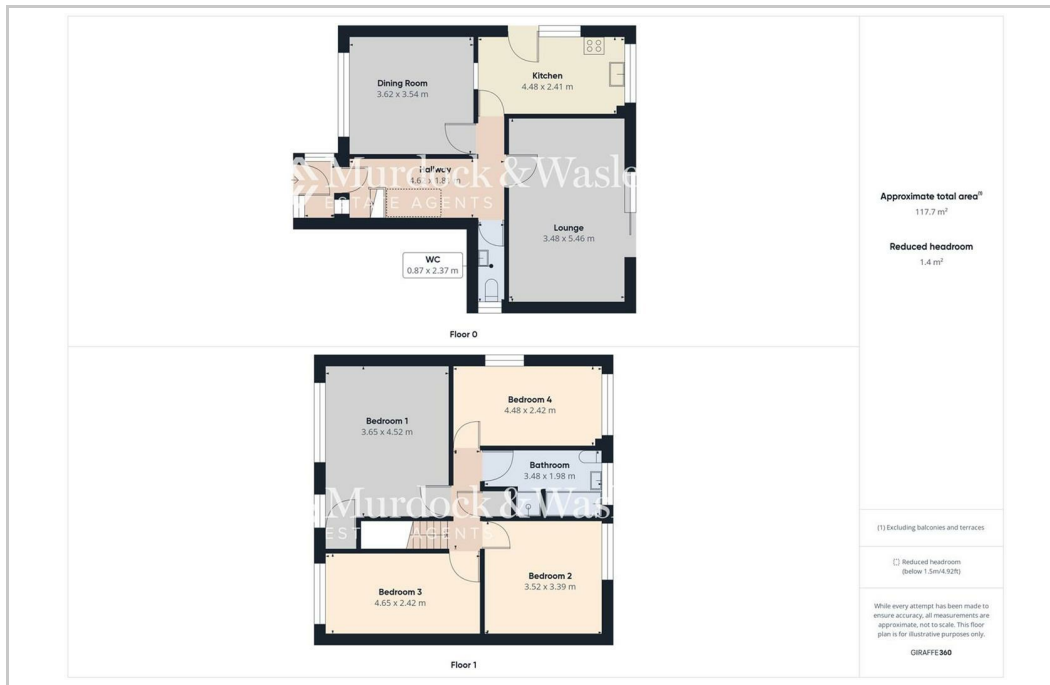 Dining Room
3.62 x 3.54 m
Kitchen
4.48 x 2.41 m
Hallway
Murdock & Wasle
ESTATE AGENTS
Lounge
3.48 x 5.46 m
WC
0.87 x 2.37 m
Floor 0
Bedroom 1
3.65 x 4.52 m
Bedroom 4
4.48 x 2.42 m
Bathroom
3.48 x 1.98 m
Murdock & Wasle
AGENTS
Bedroom 3
4.65 x 2.42 m
Bedroom 2
3.52 x 3.39 m
Floor 1
Approximate total area(1)
117.7 m²
Reduced headroom
1.4 m²
(1) Excluding balconies and terraces
Reduced headroom
(below 1.5m/4.92ft)
While every attempt has been made to
ensure accuracy, all measurements are
approximate, not to scale. This floor
plan is for illustrative purposes only.
GIRAFFE360